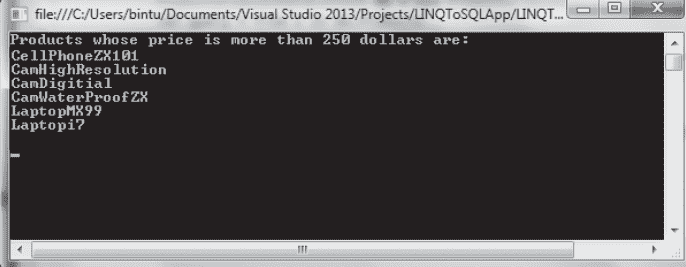 file:///C:/Users/bintu/Documents/Visual Studio 2013/Projects/LINQToSQLApp/LINQT...
Products whose price is more than 250 dollars are:
CellPhoneZX101
CamHighResolution
CamDigitial
CamWaterProofZX
LaptopMX99
Laptopi7